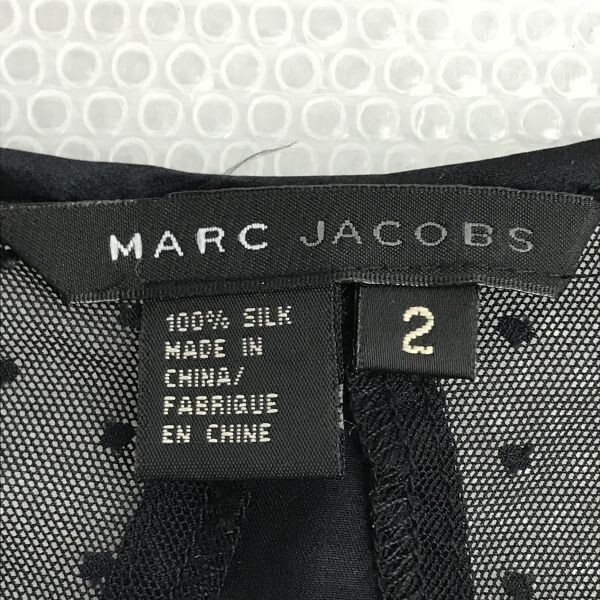 MARC JACOBS
100% SILK
MADE IN
CHINA/
FABRIQUE
EN CHINE
2